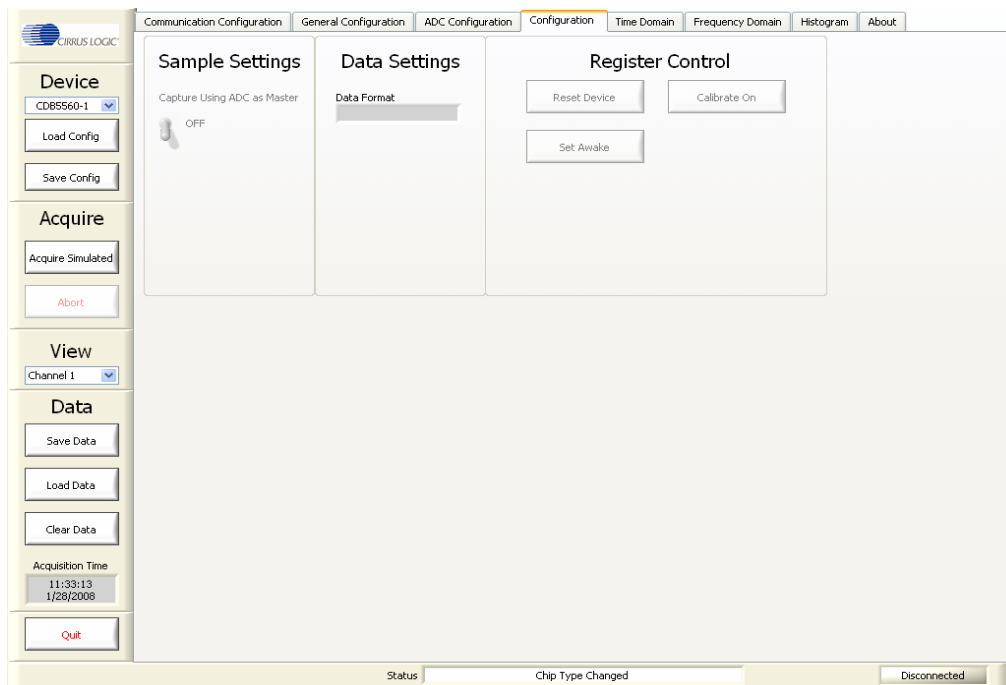 CIRRUS LOGIC
Communication Configuration
General Configuration
ADC Configuration
Configuration
Time Domain
Frequency Domain
Histogram
About
Device
CDB5560-1
Load Config
Save Config
Acquire
Acquire Simulated
Abort
View
Channel 1
Data
Save Data
Load Data
Clear Data
Acquisition Time
11:33:13
1/28/2008
Quit
Sample Settings
Capture Using ADC as Master
OFF
Data Settings
Data Format
Register Control
Reset Device
Calibrate On
Set Awake
Status
Chip Type Changed
Disconnected